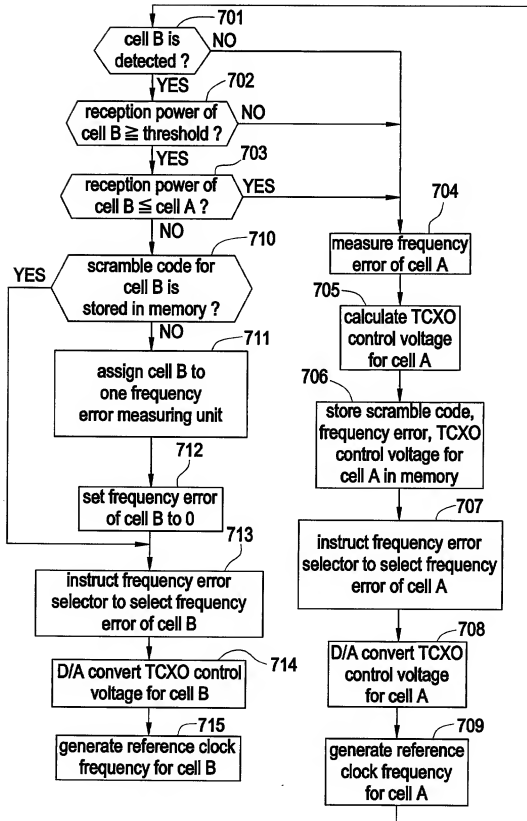 701
cell B is
detected ?
NO
YES
702
reception power of
cell B ≧ threshold ?
NO
YES
703
reception power of
cell B ≦ cell A ?
YES
NO
710
scramble code for
cell B is
stored in memory ?
YES
NO
711
assign cell B to
one frequency
error measuring unit
712
set frequency error
of cell B to 0
713
instruct frequency error
selector to select frequency
error of cell B
714
D/A convert TCXO control
voltage for cell B
715
generate reference clock
frequency for cell B
704
measure frequency
error of cell A
705
calculate TCXO
control voltage
for cell A
706
store scramble code,
frequency error, TCXO
control voltage for
cell A in memory
707
instruct frequency error
selector to select frequency
error of cell A
708
D/A convert TCXO
control voltage
for cell A
709
generate reference
clock frequency
for cell A